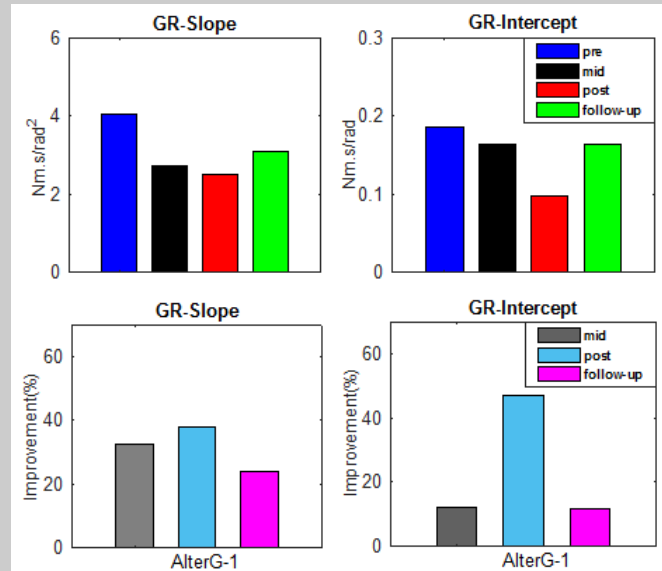 GR-Slope
6
4
2
0
Nm.s/rad²
GR-Intercept
0.3
0.2
0.1
0
Nm.s/rad
pre
mid
post
follow-up
GR-Slope
60
40
20
0
Improvement(%)
AlterG-1
GR-Intercept
60
40
20
0
Improvement(%)
mid
post
follow-up
AlterG-1